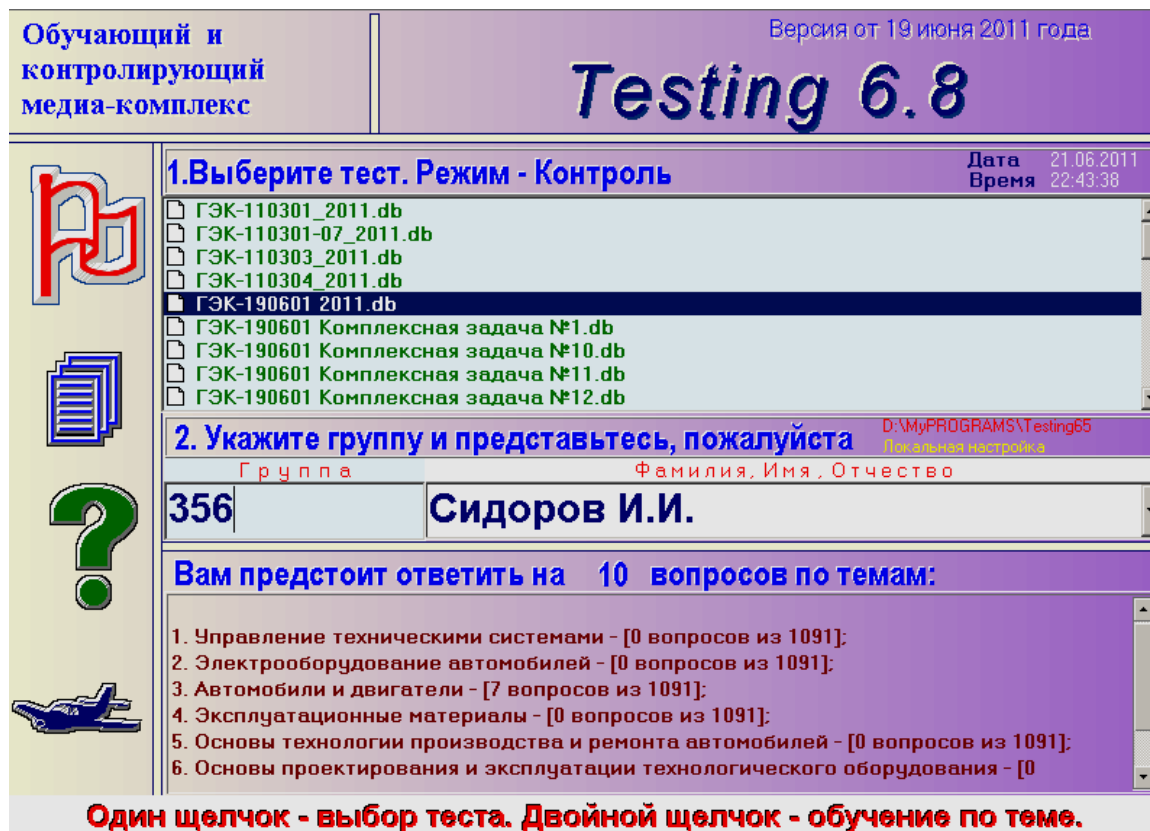 Обучающий и
контролирующий
медиа-комплекс
Версия от 19 июня 2011 года
Testing 6.8
1.Выберите тест. Режим - Контроль
Дата 21.06.2011
Время 22:43:38
ГЭК-110301_2011.db
ГЭК-110301-07_2011.db
ГЭК-110303_2011.db
ГЭК-110304_2011.db
ГЭК-190601 2011.db
ГЭК-190601 Комплексная задача №1.db
ГЭК-190601 Комплексная задача №10.db
ГЭК-190601 Комплексная задача №11.db
ГЭК-190601 Комплексная задача №12.db
2. Укажите группу и представьтесь, пожалуйста
D:\MyPROGRAMS\Testing65
Локальная настройка
Группа Фамилия, Имя, Отчество
356 Сидоров И.И.
Вам предстоит ответить на 10 вопросов по темам:
1. Управление техническими системами - [0 вопросов из 1091];
2. Электрооборудование автомобилей - [0 вопросов из 1091];
3. Автомобили и двигатели - [7 вопросов из 1091];
4. Эксплуатационные материалы - [0 вопросов из 1091];
5. Основы технологии производства и ремонта автомобилей - [0 вопросов из 1091];
6. Основы проектирования и эксплуатации технологического оборудования - [0
Один щелчок - выбор теста. Двойной щелчок - обучение по теме.